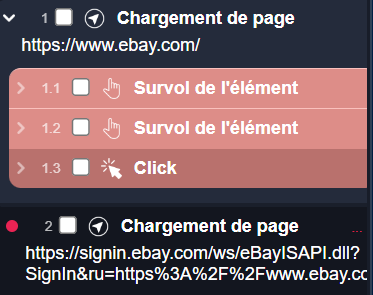 1 Chargement de page
https://www.ebay.com/
1.1 Survol de l'élément
1.2 Survol de l'élément
1.3 Click
2 Chargement de page ...
https://signin.ebay.com/ws/eBayISAPI.dll?
SignIn&ru=https%3A%2F%2Fwww.ebay.co